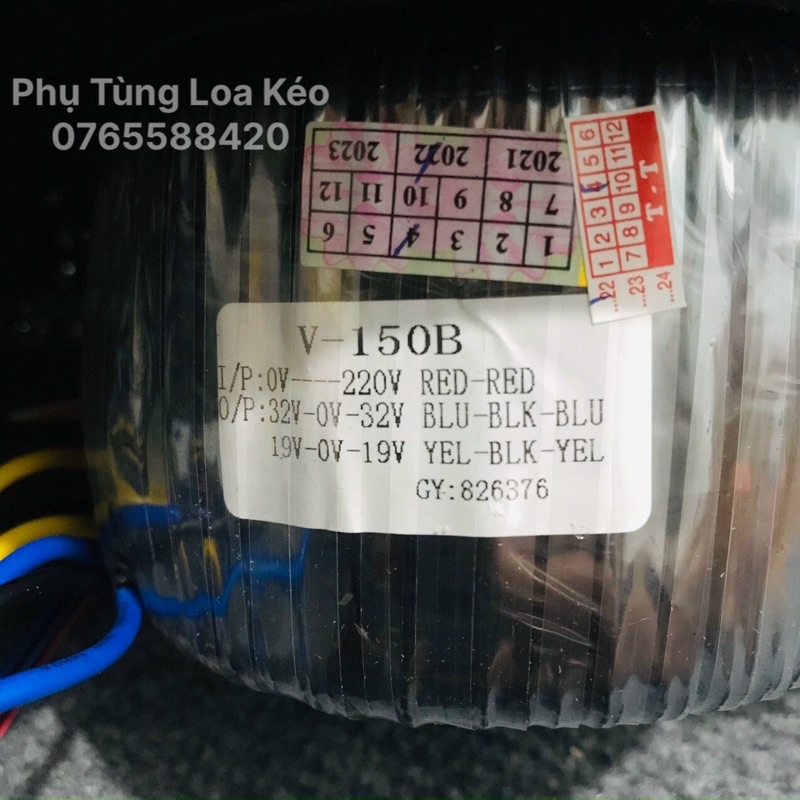 Phụ Tùng Loa Kéo
0765588420
2021 2022 2023
7 8 9 10 11 12
1 2 3 4 5 6
1 2 3 4 5 6
7 8 9 10 11 12
...22 ...23 ...24
T.T
V-150B
I/P:0V----220V RED-RED
O/P:32V-0V-32V BLU-BLK-BLU
19V-0V-19V YEL-BLK-YEL
GY:826376